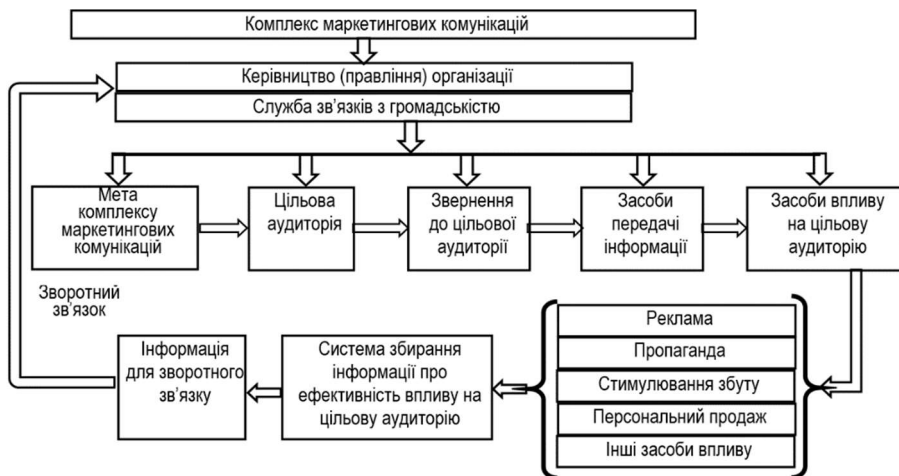 Комплекс маркетингових комунікацій
Керівництво (правління) організації
Служба зв'язків з громадськістю
Мета
комплексу
маркетингових
комунікацій
Цільова
аудиторія
Звернення
до цільової
аудиторії
Засоби
передачі
інформації
Засоби впливу
на цільову
аудиторію
Зворотний
зв'язок
Інформація
для зворотного
зв'язку
Система збирання
інформації про
ефективність впливу на
цільову аудиторію
Реклама
Пропаганда
Стимулювання збуту
Персональний продаж
Інші засоби впливу